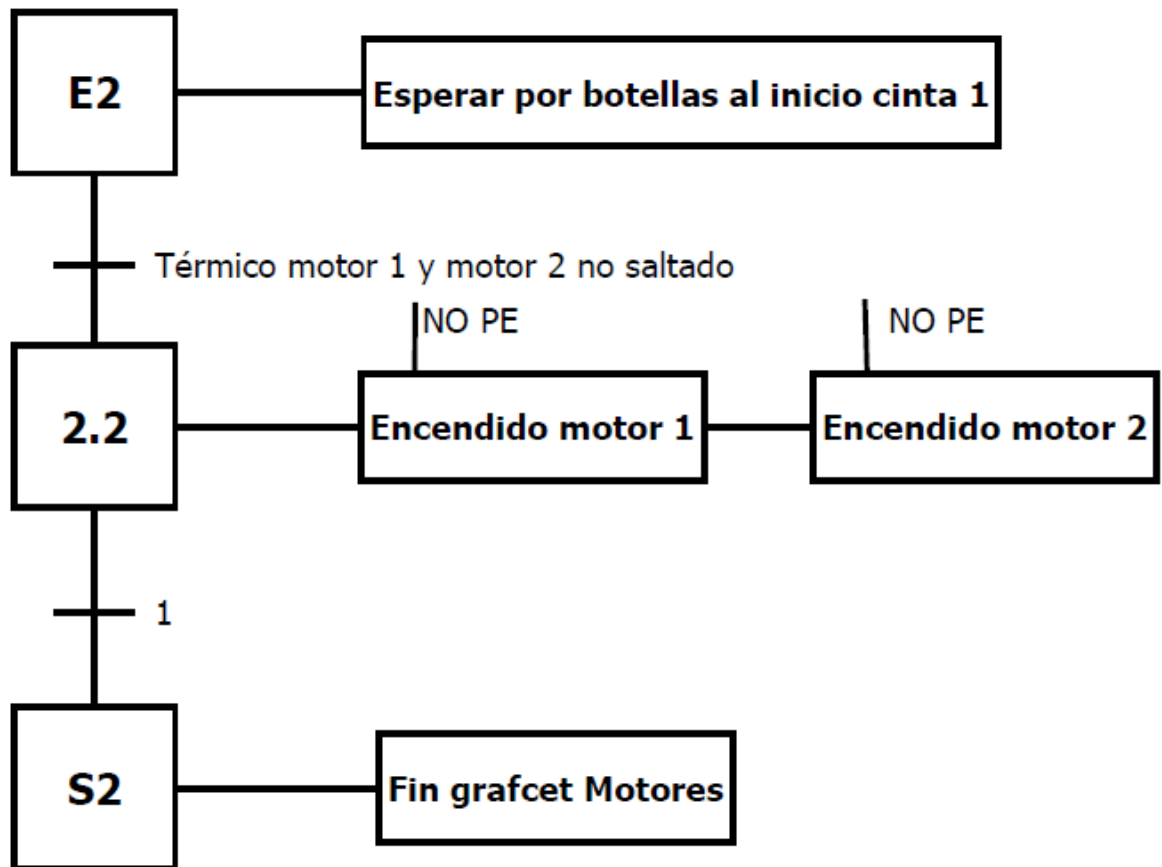 E2
Esperar por botellas al inicio cinta 1
Térmico motor 1 y motor 2 no saltado
NO PE
NO PE
2.2
Encendido motor 1
Encendido motor 2
1
S2
Fin grafcet Motores